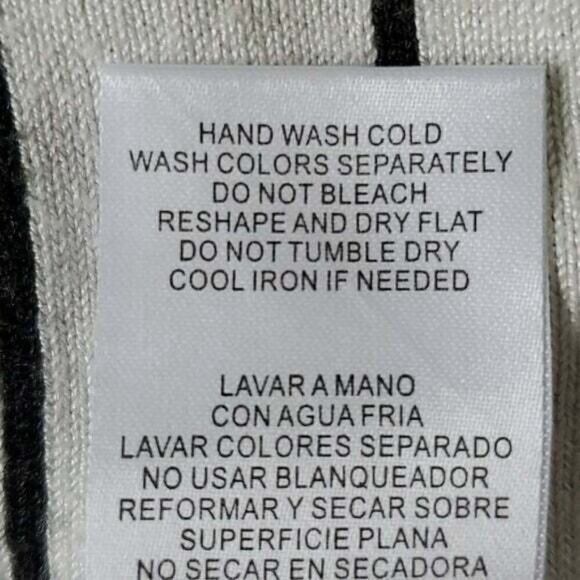 HAND WASH COLD
WASH COLORS SEPARATELY
DO NOT BLEACH
RESHAPE AND DRY FLAT
DO NOT TUMBLE DRY
COOL IRON IF NEEDED
LAVAR A MANO
CON AGUA FRIA
LAVAR COLORES SEPARADO
NO USAR BLANQUEADOR
REFORMAR Y SECAR SOBRE
SUPERFICIE PLANA
NO SECAR EN SECADORA